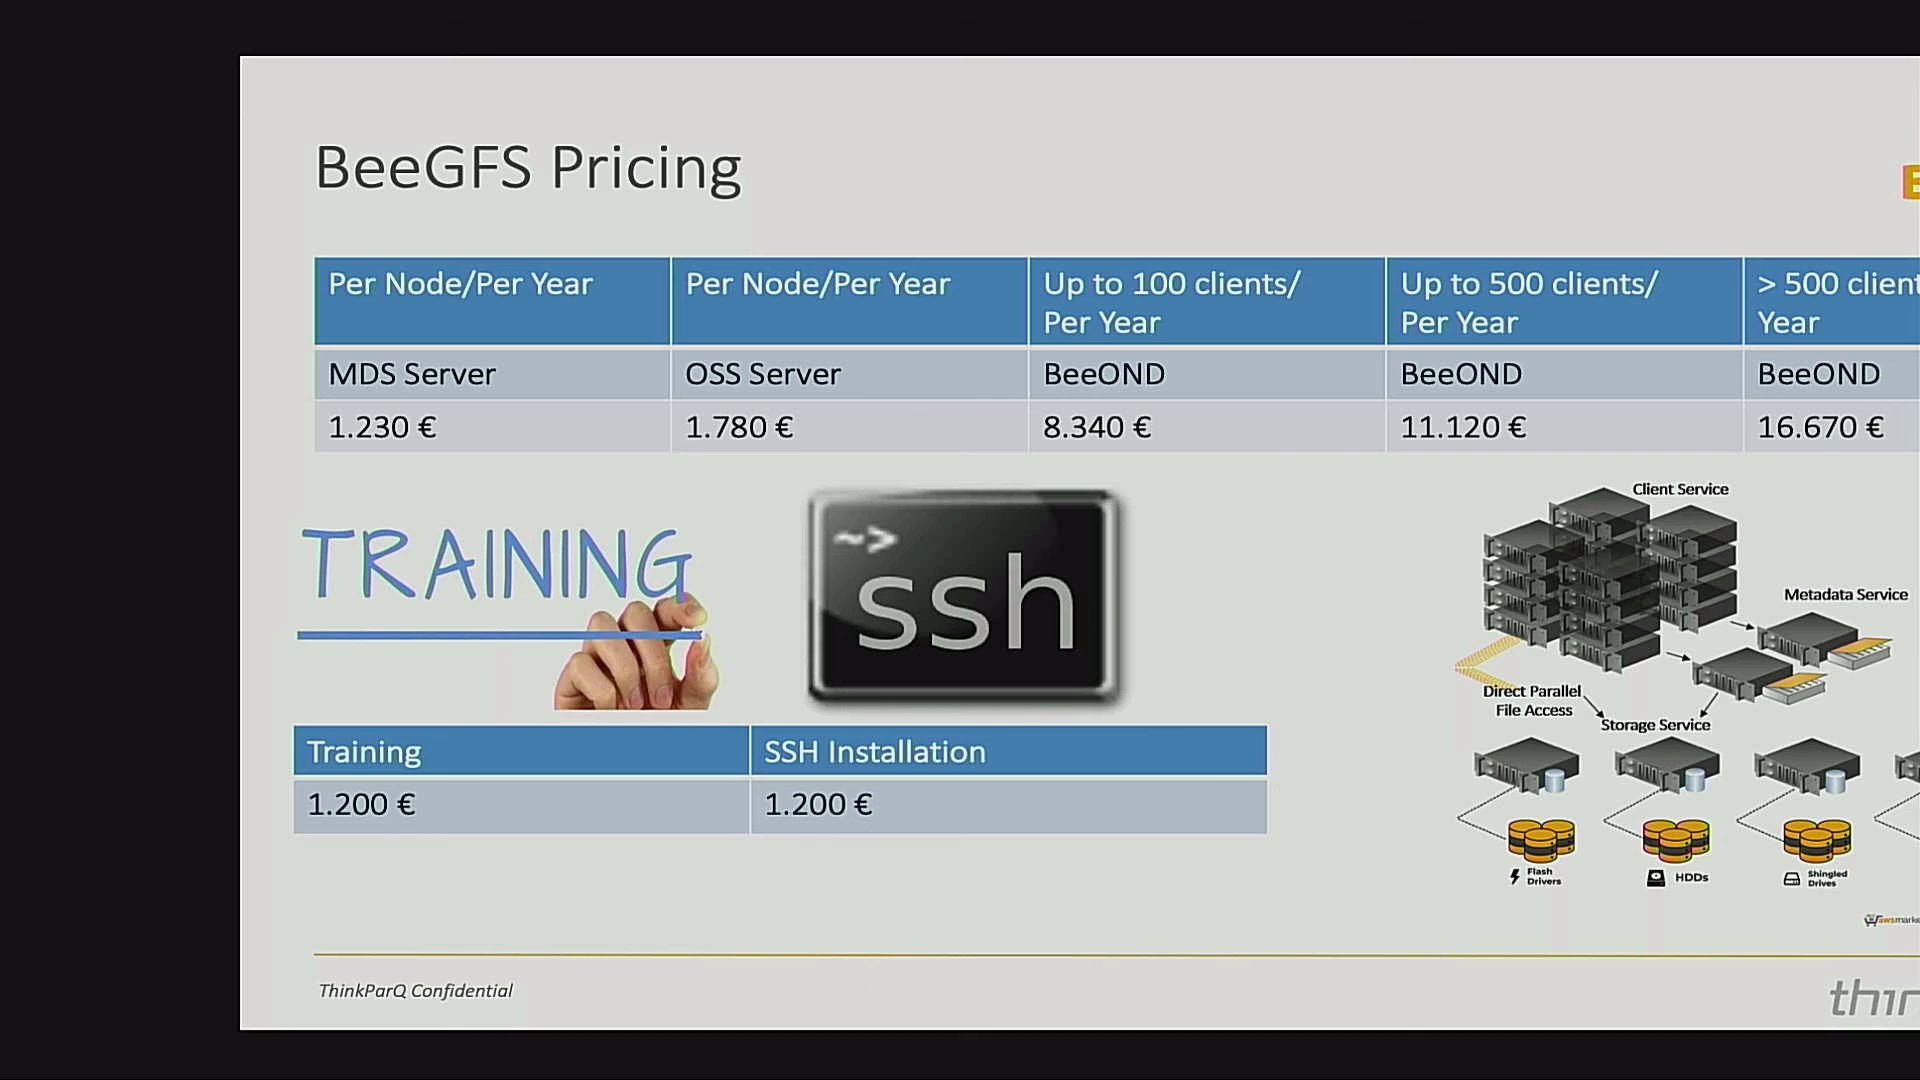 BeeGFS Pricing
Per Node/Per Year
Per Node/Per Year
Up to 100 clients/
Per Year
Up to 500 clients/
Per Year
> 500 client
Year
MDS Server
OSS Server
BeeOND
BeeOND
BeeOND
1.230 €
1.780 €
8.340 €
11.120 €
16.670 €
TRAINING
~>
ssh
Client Service
Metadata Service
Direct Parallel
File Access
Storage Service
Training
SSH Installation
1.200 €
1.200 €
Flash
Drivers
HDDs
Shingled
Drives
ThinkParQ Confidential